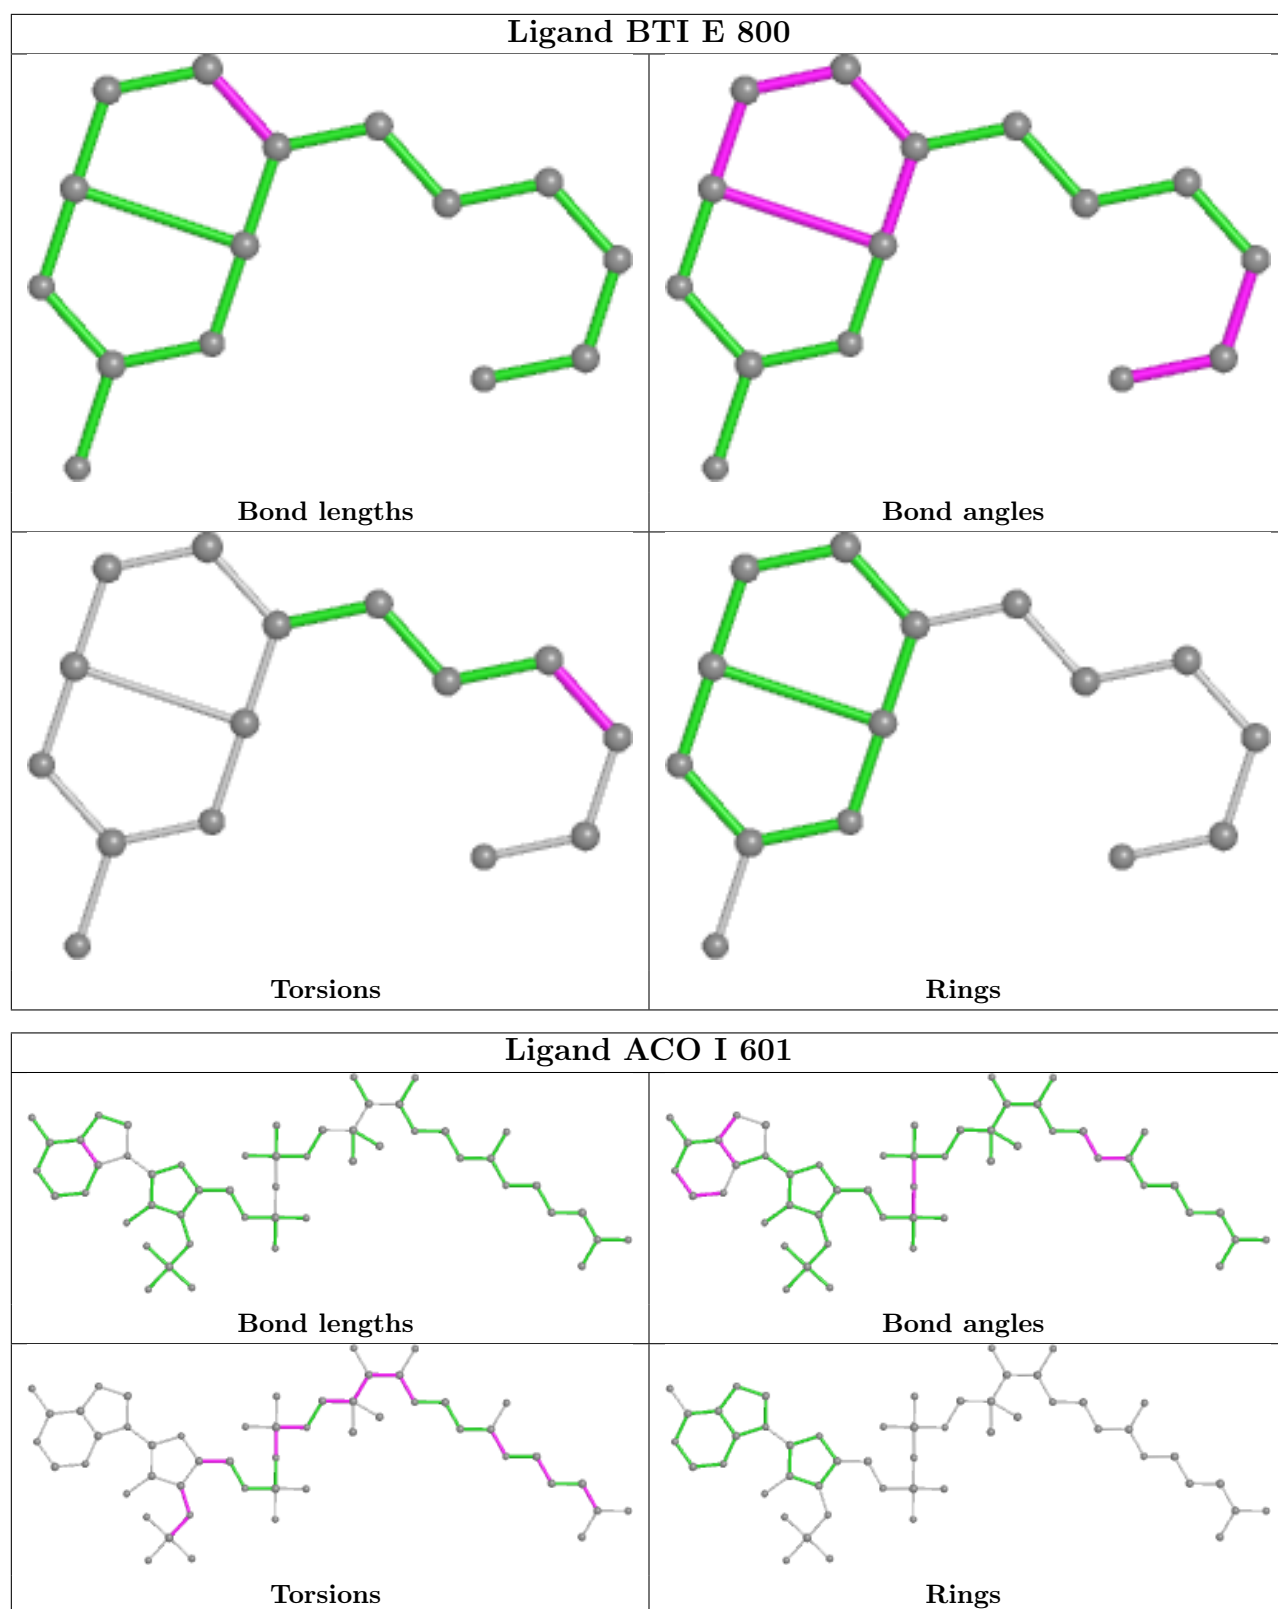 Ligand BTI E 800
Bond lengths
Bond angles
Torsions
Rings
Ligand ACO I 601
Bond lengths
Bond angles
Torsions
Rings